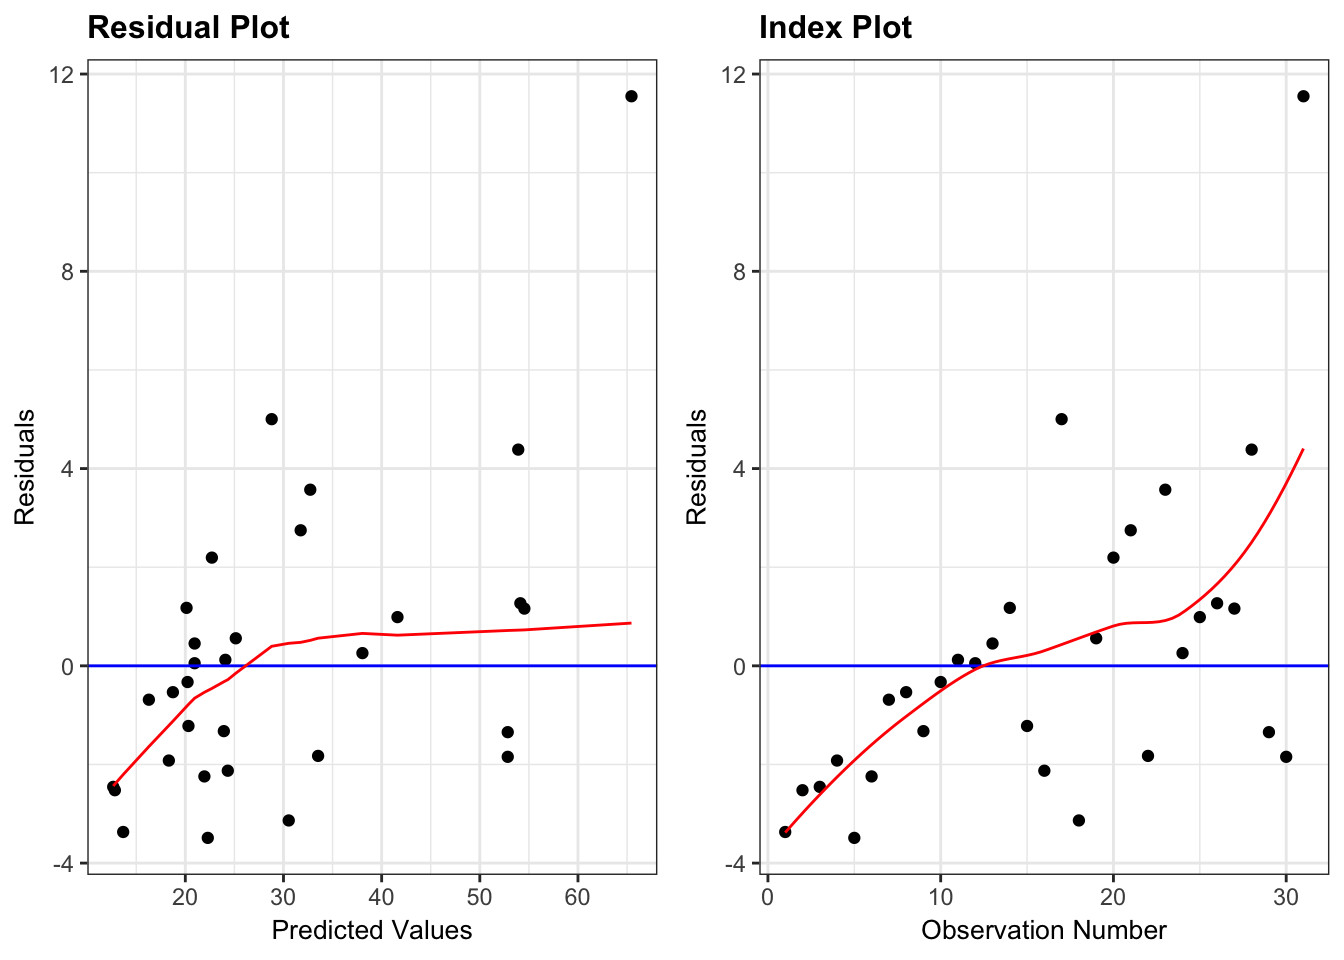 Residual Plot
12
8
4
0
-4
Residuals
20 30 40 50 60
Predicted Values
Index Plot
12
8
4
0
-4
Residuals
0 10 20 30
Observation Number